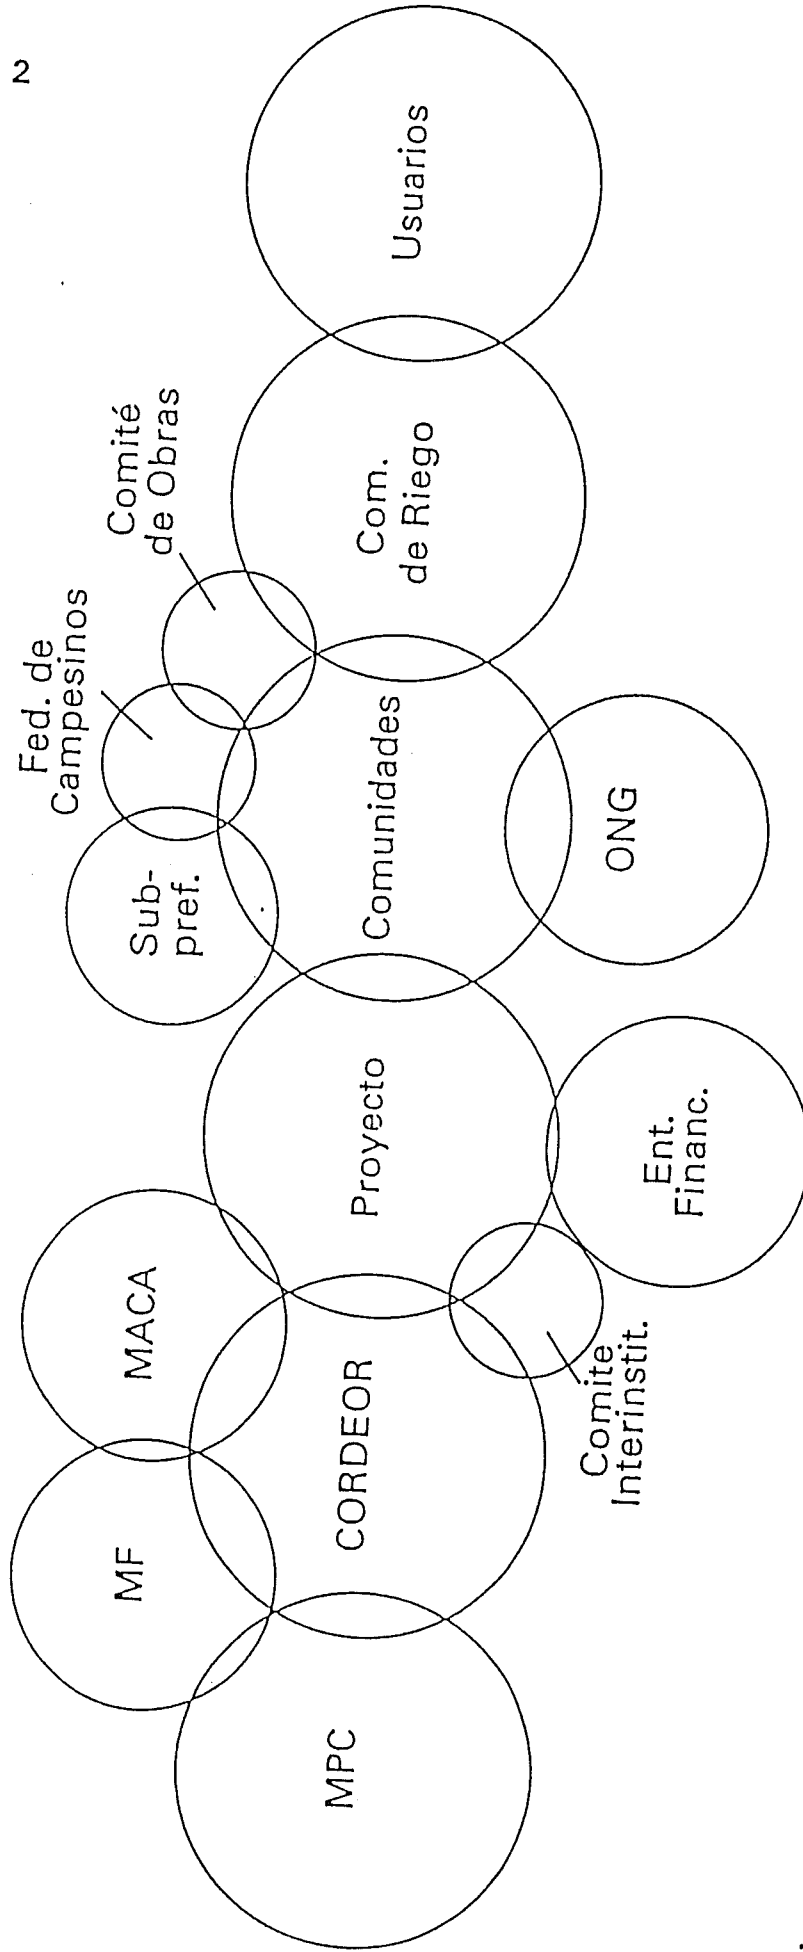 2
MPC
MF
CORDEOR
MACA
Comite
Interinstit.
Proyecto
Ent.
Financ.
Sub-
pref.
Fed. de
Campesinos
Comunidades
ONG
Comité
de Obras
Com.
de Riego
Usuarios